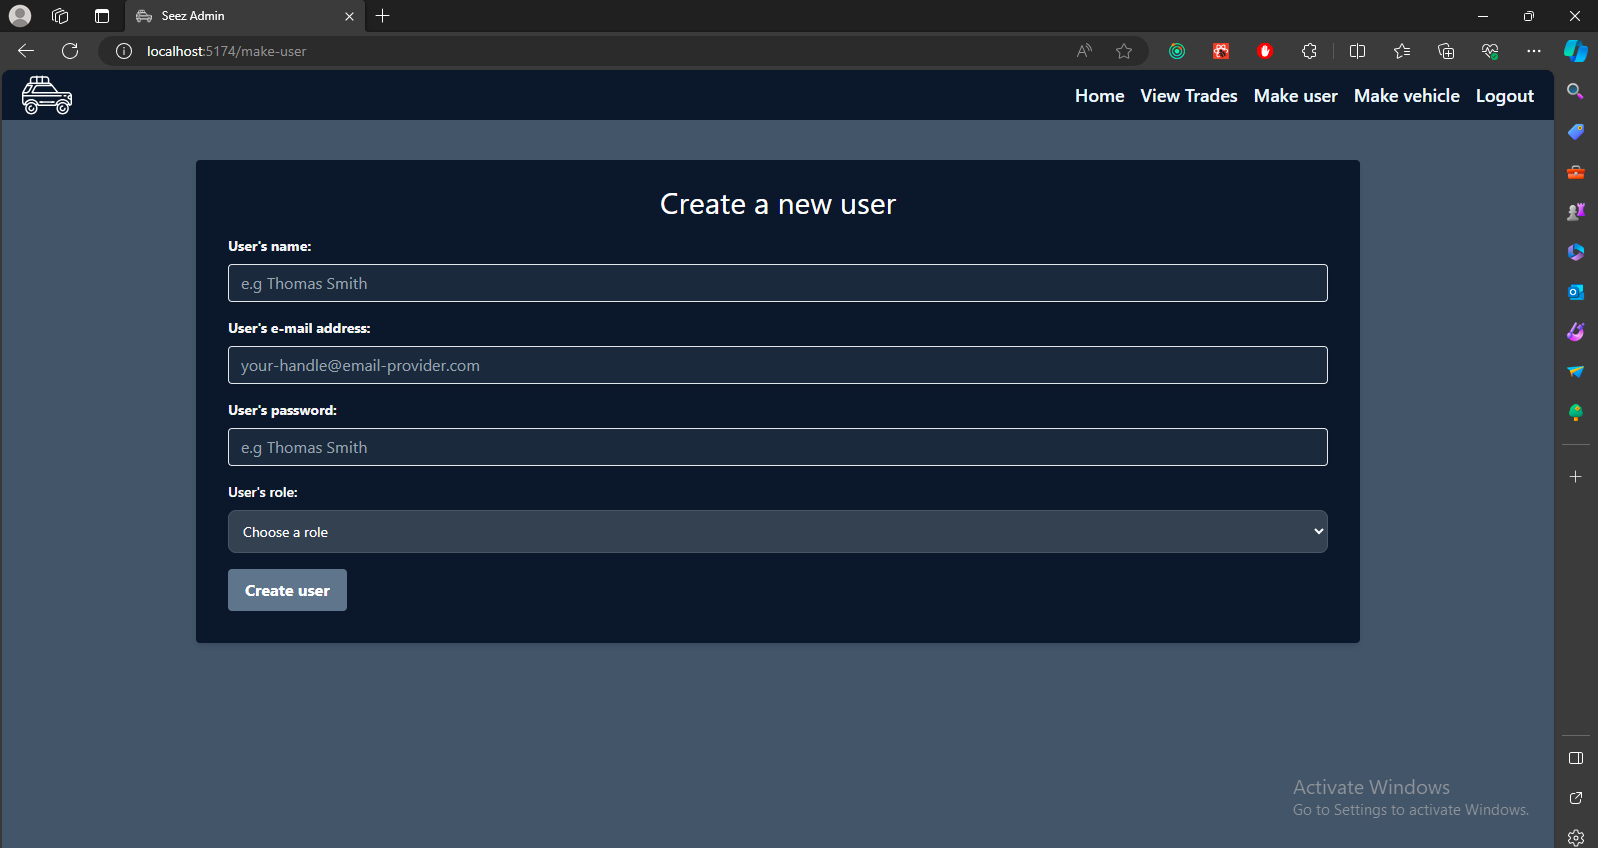 Seez Admin
localhost:5174/make-user
Home View Trades Make user Make vehicle Logout
Create a new user
User's name:
e.g Thomas Smith
User's e-mail address:
your-handle@email-provider.com
User's password:
e.g Thomas Smith
User's role:
Choose a role
Create user
Activate Windows
Go to Settings to activate Windows.